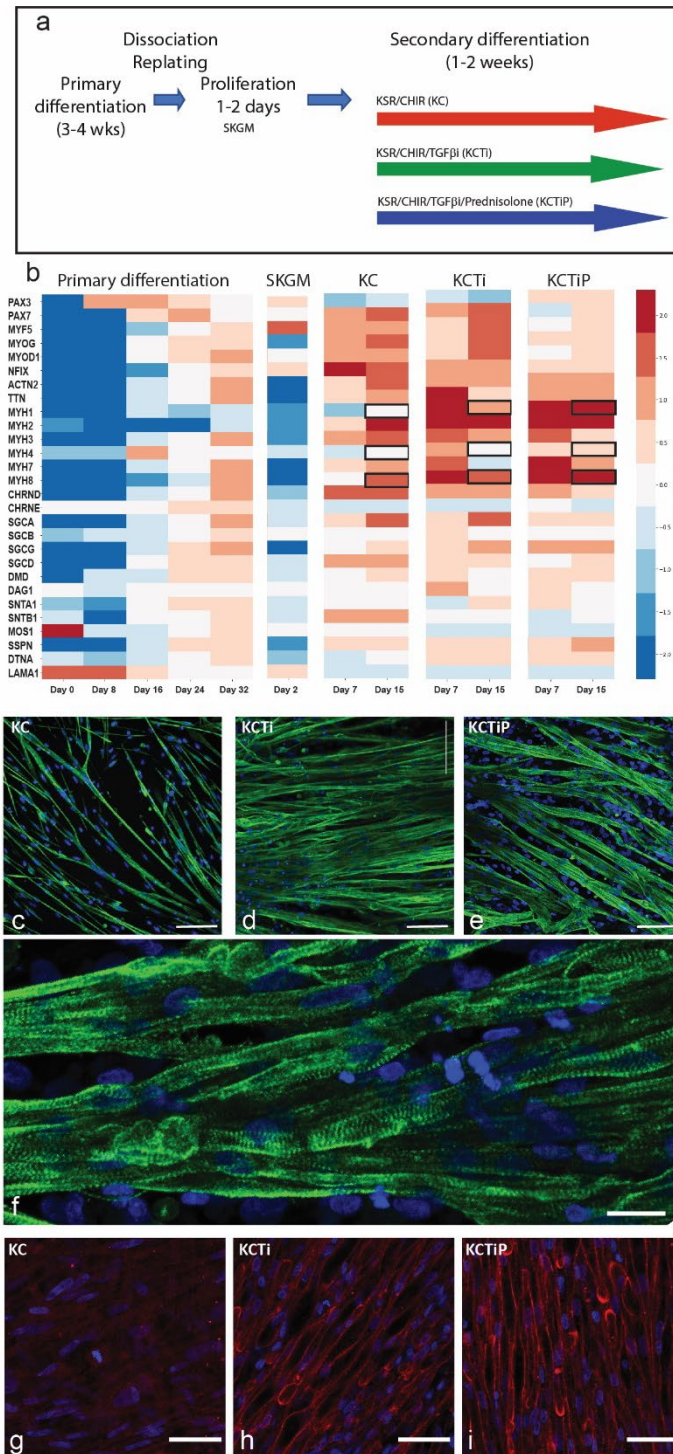 a
Dissociation
Replating
Primary
differentiation
(3-4 wks)
Proliferation
1-2 days
SKGM
Secondary differentiation
(1-2 weeks)
KSR/CHIR (KC)
KSR/CHIR/TGFβi (KCTi)
KSR/CHIR/TGFβi/Prednisolone (KCTiP)
b
Primary differentiation SKGM KC KCTi KCTiP
PAX3
PAX7
MYF5
MYOG
MYOD1
NFIX
ACTN2
TTN
MYH1
MYH2
MYH3
MYH4
MYH7
MYH8
CHRND
CHRNE
SGCA
SGCB
SGCG
SGCD
DMD
DAG1
SNTA1
SNTB1
MOS1
SSPN
DTNA
LAMA1
Day 0 Day 8 Day 16 Day 24 Day 32 Day 2 Day 7 Day 15 Day 7 Day 15 Day 7 Day 15
2.0
1.5
1.0
0.5
0.0
-0.5
-1.0
-1.5
-2.0
KC KCTi KCTiP
c d e
f
KC KCTi KCTiP
g h i